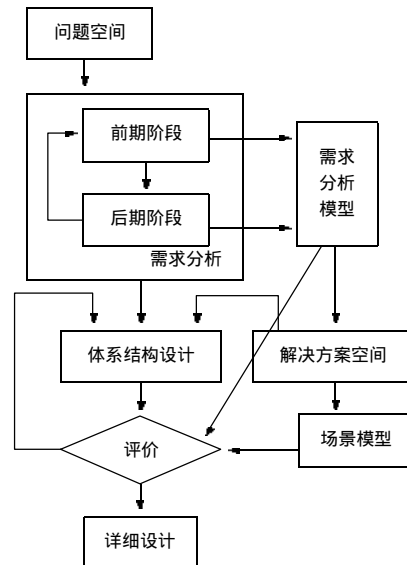 问题空间
前期阶段
需求
分析
模型
后期阶段
需求分析
体系结构设计
解决方案空间
评价
场景模型
详细设计